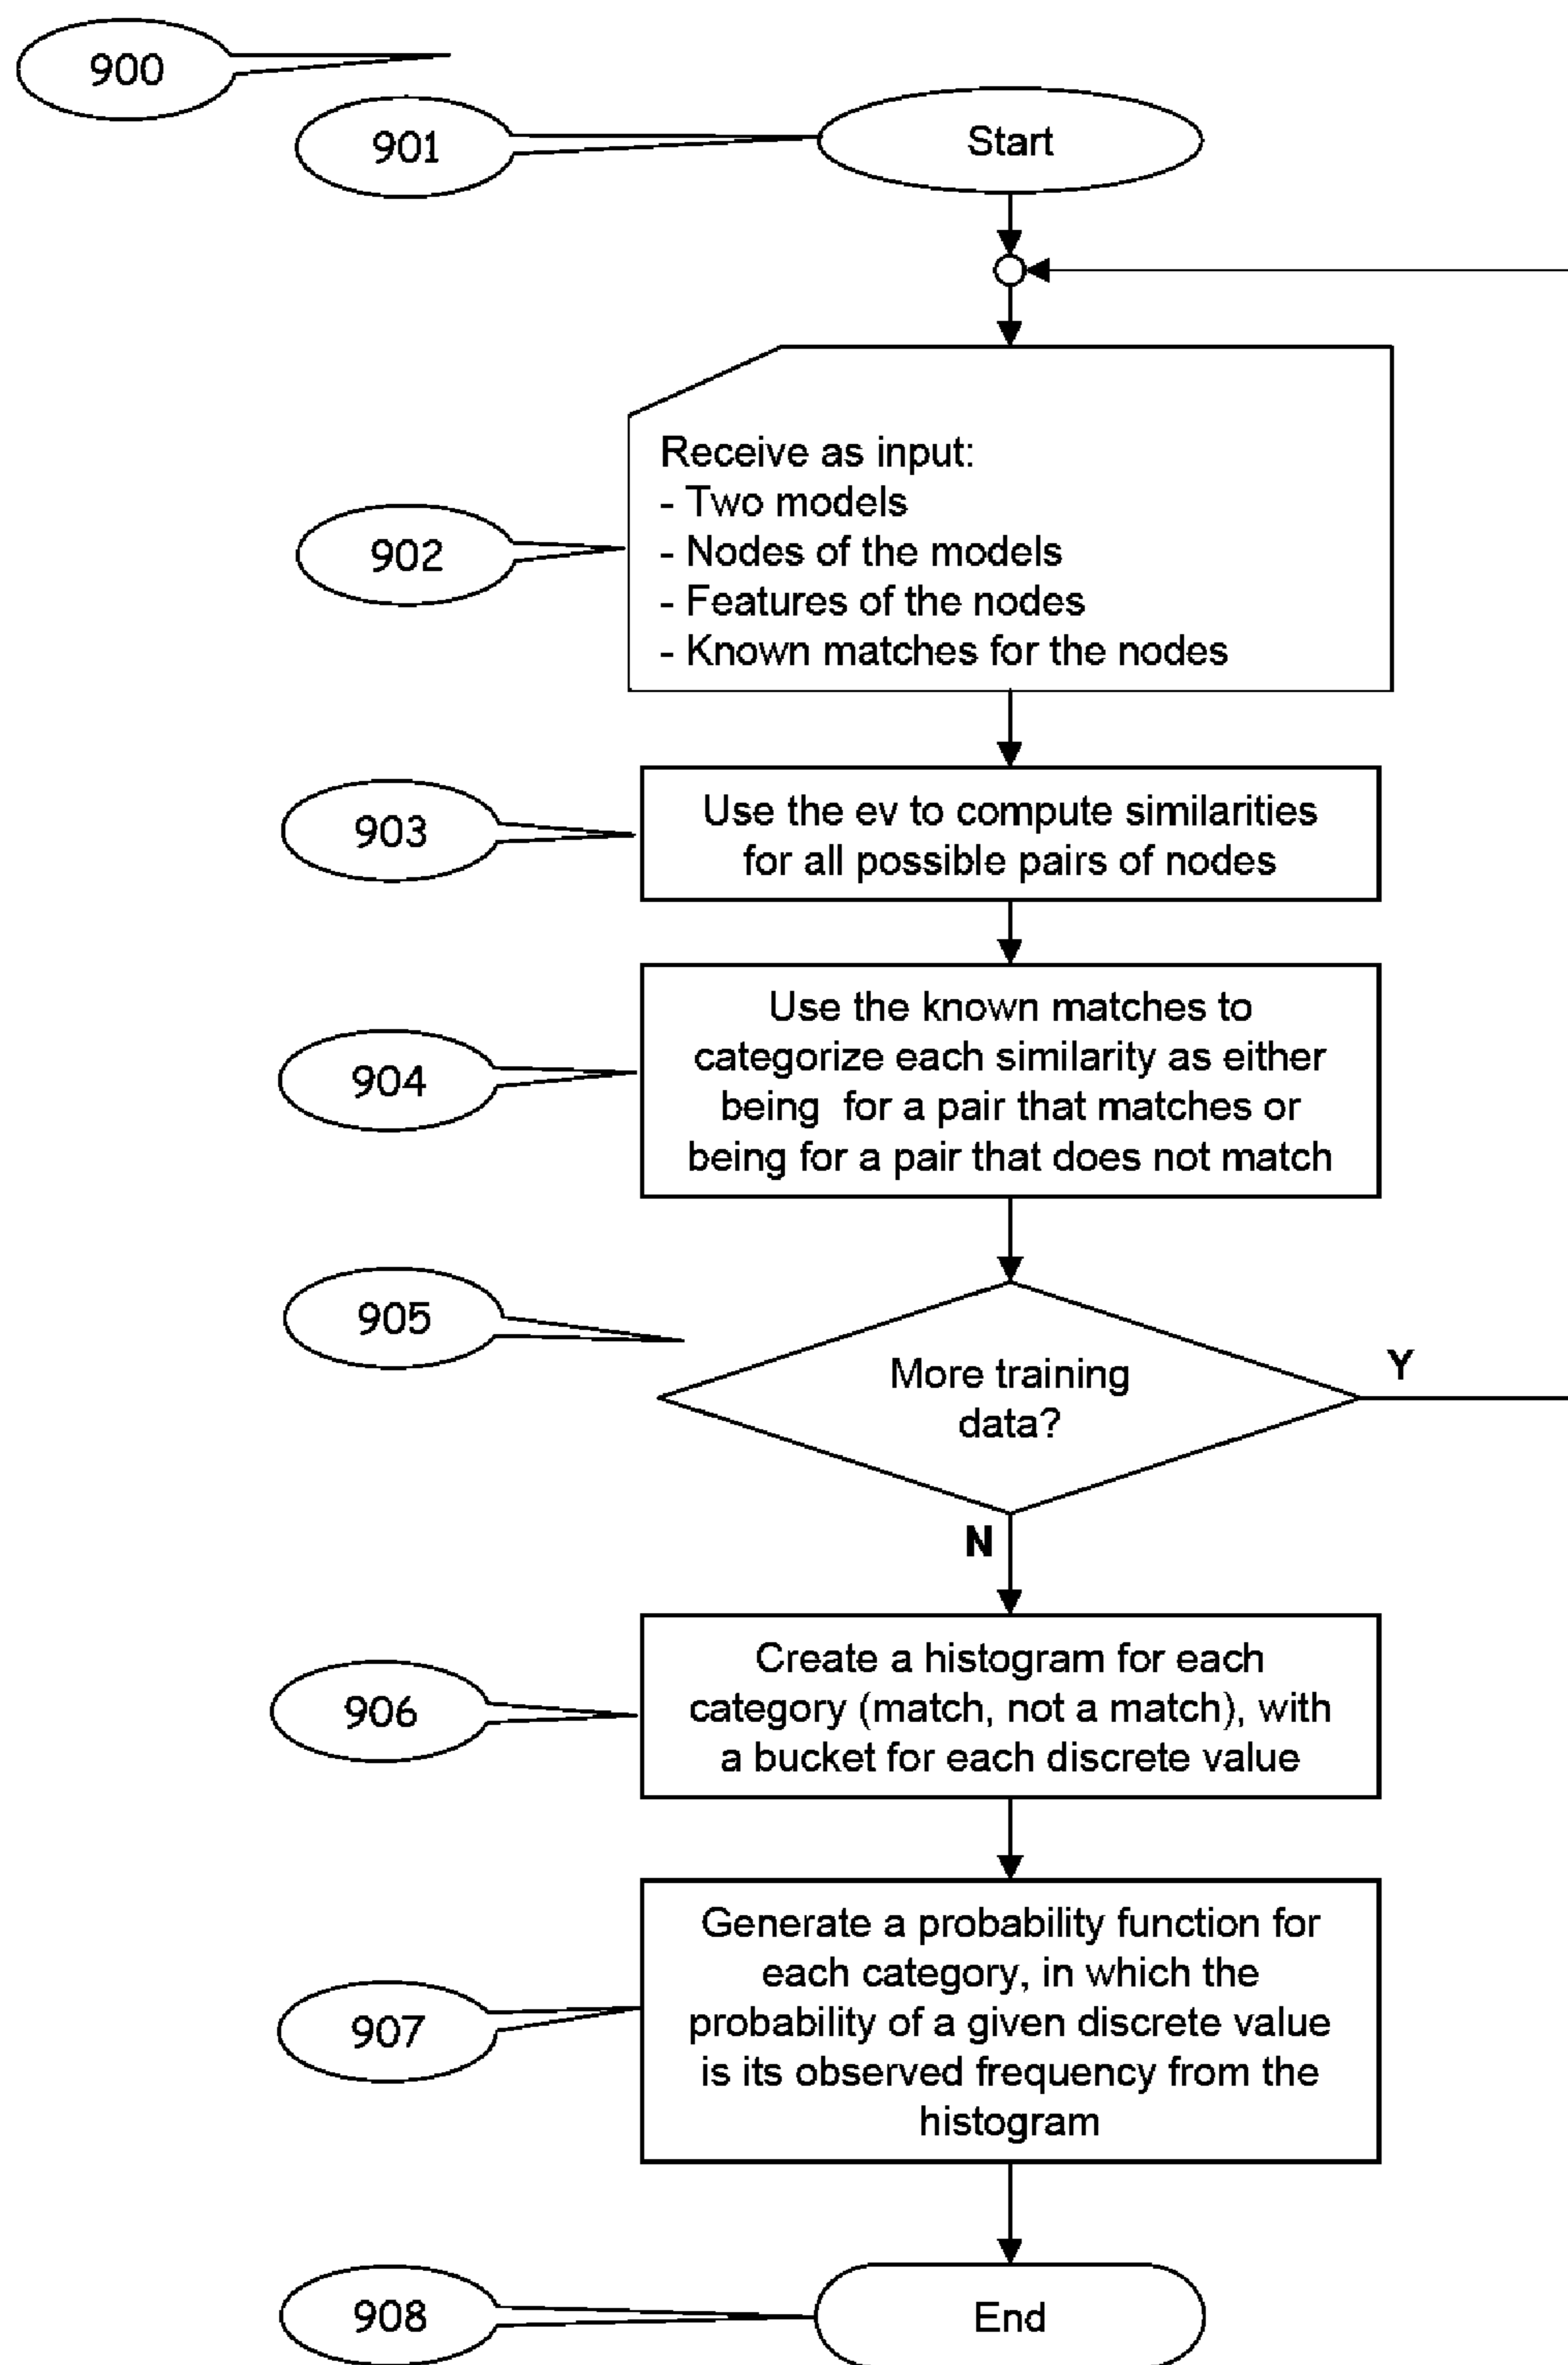 900
901
Start
902
Receive as input:
- Two models
- Nodes of the models
- Features of the nodes
- Known matches for the nodes
903
Use the ev to compute similarities
for all possible pairs of nodes
904
Use the known matches to
categorize each similarity as either
being for a pair that matches or
being for a pair that does not match
905
More training
data?
Y
N
906
Create a histogram for each
category (match, not a match), with
a bucket for each discrete value
907
Generate a probability function for
each category, in which the
probability of a given discrete value
is its observed frequency from the
histogram
908
End